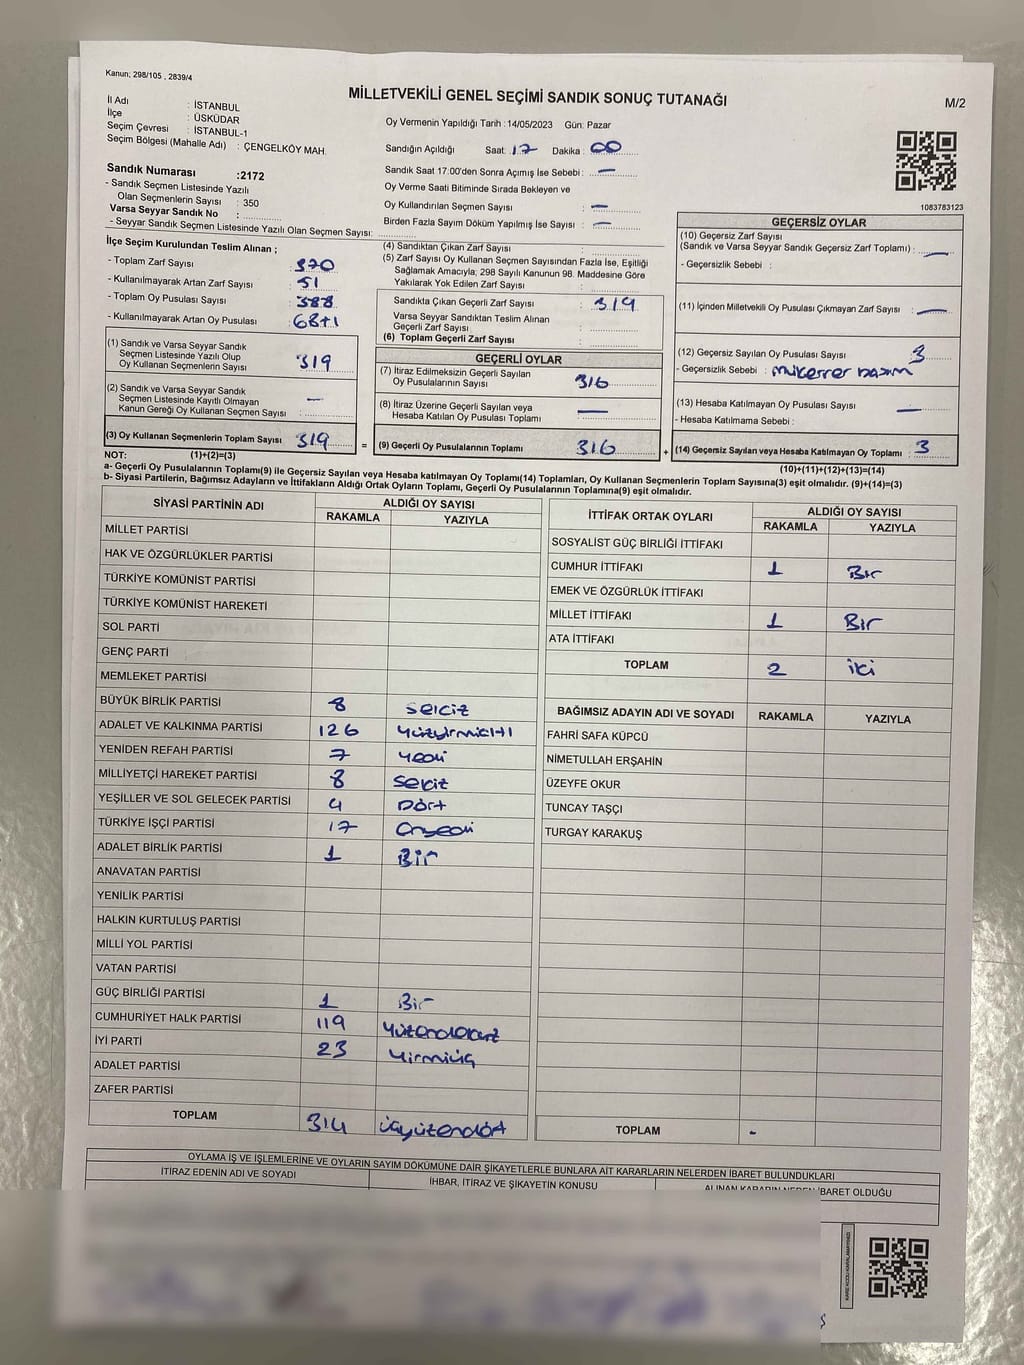 Kanun; 298/105 , 2839/4
MİLLETVEKİLİ GENEL SEÇİMİ SANDIK SONUÇ TUTANAĞI
M/2
İl Adı : İSTANBUL
İlçe : ÜSKÜDAR
Seçim Çevresi : İSTANBUL-1
Seçim Bölgesi (Mahalle Adı) : ÇENGELKÖY MAH.
Oy Vermenin Yapıldığı Tarih :14/05/2023 Gün: Pazar
Sandığın Açıldığı Saat: 17 Dakika : 00
Sandık Saat 17:00'den Sonra Açımış İse Sebebi : —
Oy Verme Saati Bitiminde Sırada Bekleyen ve
Oy Kullandırılan Seçmen Sayısı : —
Birden Fazla Sayım Döküm Yapılmış İse Sayısı : —
1083783123
Sandık Numarası :2172
- Sandık Seçmen Listesinde Yazılı
Olan Seçmenlerin Sayısı : 350
Varsa Seyyar Sandık No :
- Seyyar Sandık Seçmen Listesinde Yazılı Olan Seçmen Sayısı:
İlçe Seçim Kurulundan Teslim Alınan ;
- Toplam Zarf Sayısı : 370
- Kullanılmayarak Artan Zarf Sayısı : 51
- Toplam Oy Pusulası Sayısı : 388
- Kullanılmayarak Artan Oy Pusulası : 68+1
(1) Sandık ve Varsa Seyyar Sandık
Seçmen Listesinde Yazılı Olup
Oy Kullanan Seçmenlerin Sayısı : 319
(2) Sandık ve Varsa Seyyar Sandık
Seçmen Listesinde Kayıtlı Olmayan
Kanun Gereği Oy Kullanan Seçmen Sayısı : —
(3) Oy Kullanan Seçmenlerin Toplam Sayısı : 319
(4) Sandıktan Çıkan Zarf Sayısı :
(5) Zarf Sayısı Oy Kullanan Seçmen Sayısından Fazla İse, Eşitliği
Sağlamak Amacıyla; 298 Sayılı Kanunun 98. Maddesine Göre
Yakılarak Yok Edilen Zarf Sayısı :
Sandıkta Çıkan Geçerli Zarf Sayısı : 319
Varsa Seyyar Sandıktan Teslim Alınan
Geçerli Zarf Sayısı :
(6) Toplam Geçerli Zarf Sayısı :
GEÇERLİ OYLAR
(7) İtiraz Edilmeksizin Geçerli Sayılan
Oy Pusulalarının Sayısı : 316
(8) İtiraz Üzerine Geçerli Sayılan veya
Hesaba Katılan Oy Pusulası Toplamı : —
= (9) Geçerli Oy Pusulalarının Toplamı : 316
GEÇERSİZ OYLAR
(10) Geçersiz Zarf Sayısı
(Sandık ve Varsa Seyyar Sandık Geçersiz Zarf Toplamı) : —
- Geçersizlik Sebebi :
(11) İçinden Milletvekili Oy Pusulası Çıkmayan Zarf Sayısı : —
(12) Geçersiz Sayılan Oy Pusulası Sayısı : 3
- Geçersizlik Sebebi : mükerrer basım
(13) Hesaba Katılmayan Oy Pusulası Sayısı : —
- Hesaba Katılmama Sebebi :
+ (14) Geçersiz Sayılan veya Hesaba Katılmayan Oy Toplamı : 3
NOT: (1)+(2)=(3)
(10)+(11)+(12)+(13)=(14)
a- Geçerli Oy Pusulalarının Toplamı(9) ile Geçersiz Sayılan veya Hesaba katılmayan Oy Toplamı(14) Toplamları, Oy Kullanan Seçmenlerin Toplam Sayısına(3) eşit olmalıdır. (9)+(14)=(3)
b- Siyasi Partilerin, Bağımsız Adayların ve İttifakların Aldığı Ortak Oyların Toplamı, Geçerli Oy Pusulalarının Toplamına(9) eşit olmalıdır.
SİYASİ PARTİNİN ADI ALDIĞI OY SAYISI
RAKAMLA YAZIYLA
MİLLET PARTİSİ
HAK VE ÖZGÜRLÜKLER PARTİSİ
TÜRKİYE KOMÜNİST PARTİSİ
TÜRKİYE KOMÜNİST HAREKETİ
SOL PARTİ
GENÇ PARTİ
MEMLEKET PARTİSİ
BÜYÜK BİRLİK PARTİSİ 8 sekiz
ADALET VE KALKINMA PARTİSİ 126 yüzyirmialtı
YENİDEN REFAH PARTİSİ 7 yedi
MİLLİYETÇİ HAREKET PARTİSİ 8 sekiz
YEŞİLLER VE SOL GELECEK PARTİSİ 4 Dört
TÜRKİYE İŞÇİ PARTİSİ 17 Onyedi
ADALET BİRLİK PARTİSİ 1 Bir
ANAVATAN PARTİSİ
YENİLİK PARTİSİ
HALKIN KURTULUŞ PARTİSİ
MİLLİ YOL PARTİSİ
VATAN PARTİSİ
GÜÇ BİRLİĞİ PARTİSİ 1 Bir
CUMHURİYET HALK PARTİSİ 119 yüzondokuz
İYİ PARTİ 23 yirmiüç
ADALET PARTİSİ
ZAFER PARTİSİ
TOPLAM 314 üçyüzondört
İTTİFAK ORTAK OYLARI ALDIĞI OY SAYISI
RAKAMLA YAZIYLA
SOSYALİST GÜÇ BİRLİĞİ İTTİFAKI
CUMHUR İTTİFAKI 1 Bir
EMEK VE ÖZGÜRLÜK İTTİFAKI
MİLLET İTTİFAKI 1 Bir
ATA İTTİFAKI
TOPLAM 2 iki
BAĞIMSIZ ADAYIN ADI VE SOYADI RAKAMLA YAZIYLA
FAHRİ SAFA KÜPCÜ
NİMETULLAH ERŞAHİN
ÜZEYFE OKUR
TUNCAY TAŞÇI
TURGAY KARAKUŞ
TOPLAM -
OYLAMA İŞ VE İŞLEMLERİNE VE OYLARIN SAYIM DÖKÜMÜNE DAİR ŞİKAYETLERLE BUNLARA AİT KARARLARIN NELERDEN İBARET BULUNDUKLARI
İTİRAZ EDENİN ADI VE SOYADI
İHBAR, İTİRAZ VE ŞİKAYETİN KONUSU
ALINAN KARARIN NEDEN İBARET OLDUĞU
KARE KODU KARALAMAYINIZ!